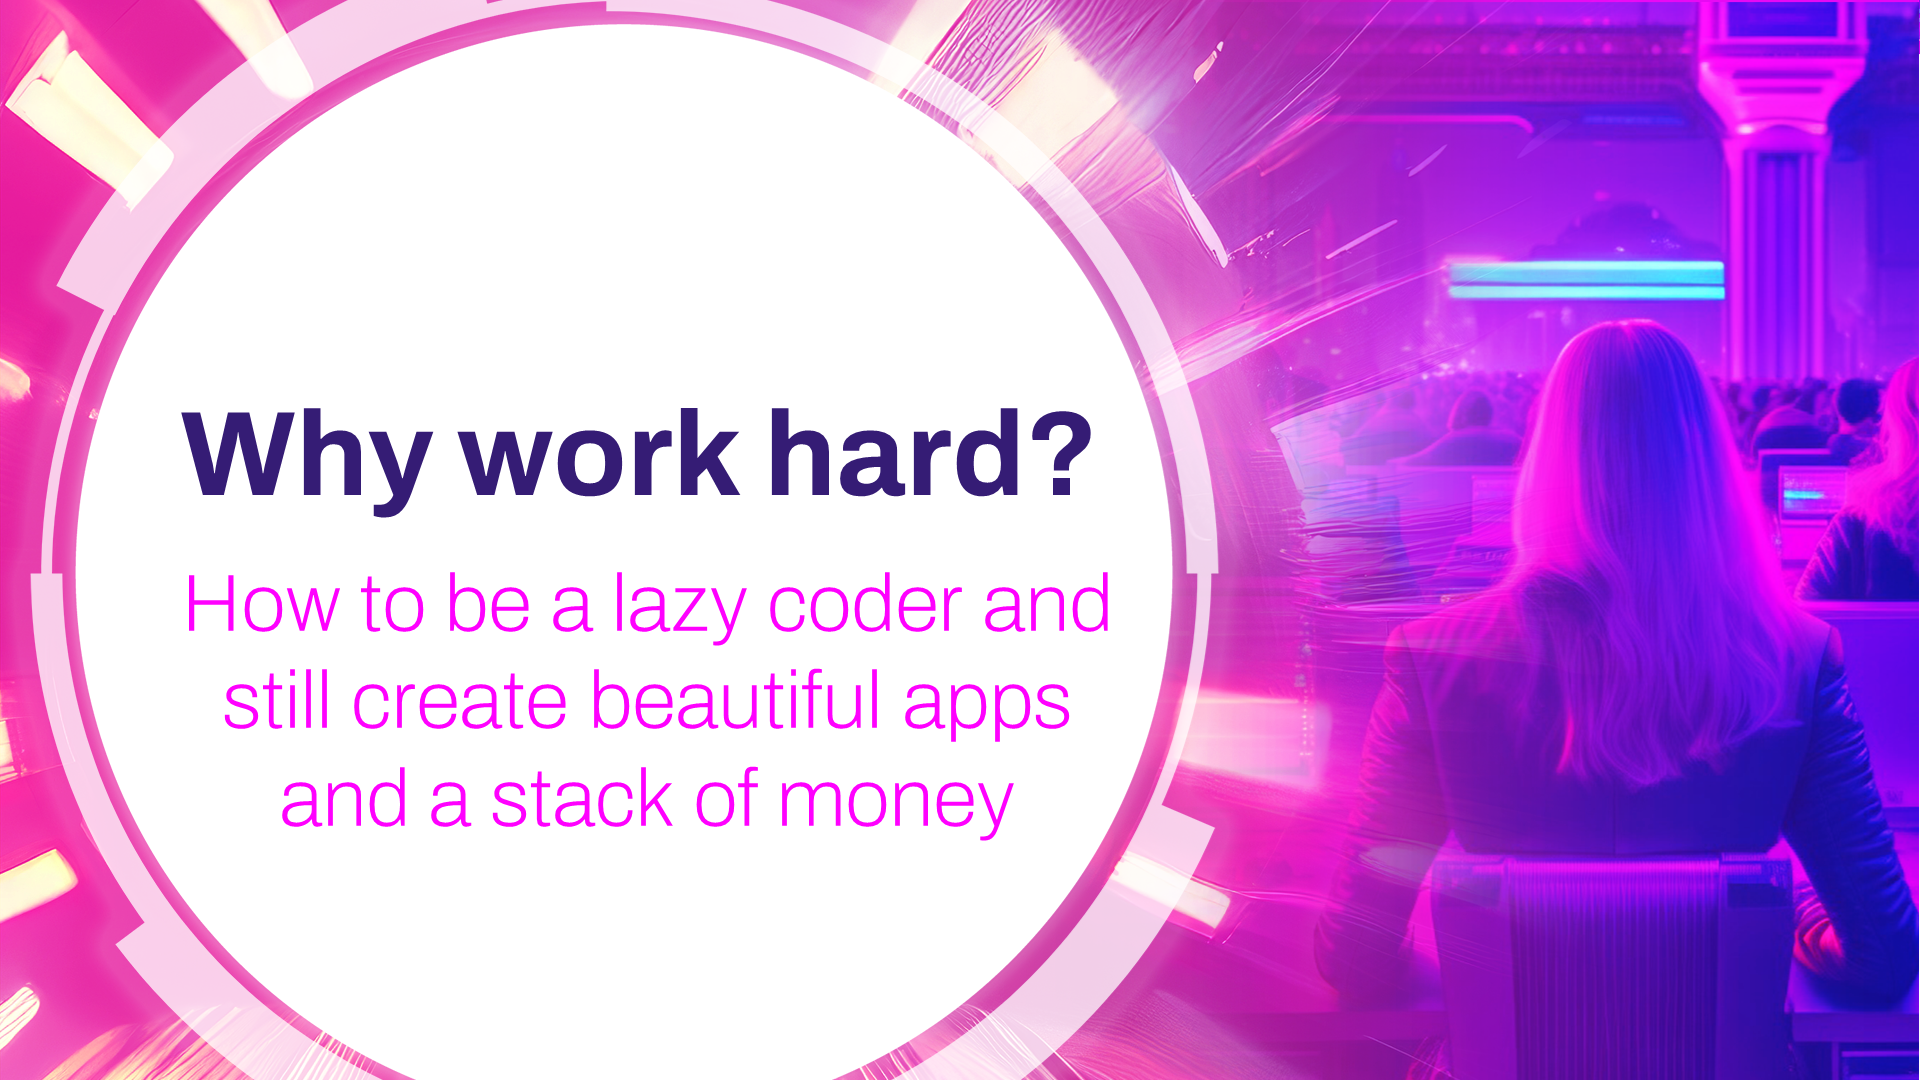 Why work hard?
How to be a lazy coder and
still create beautiful apps
and a stack of money